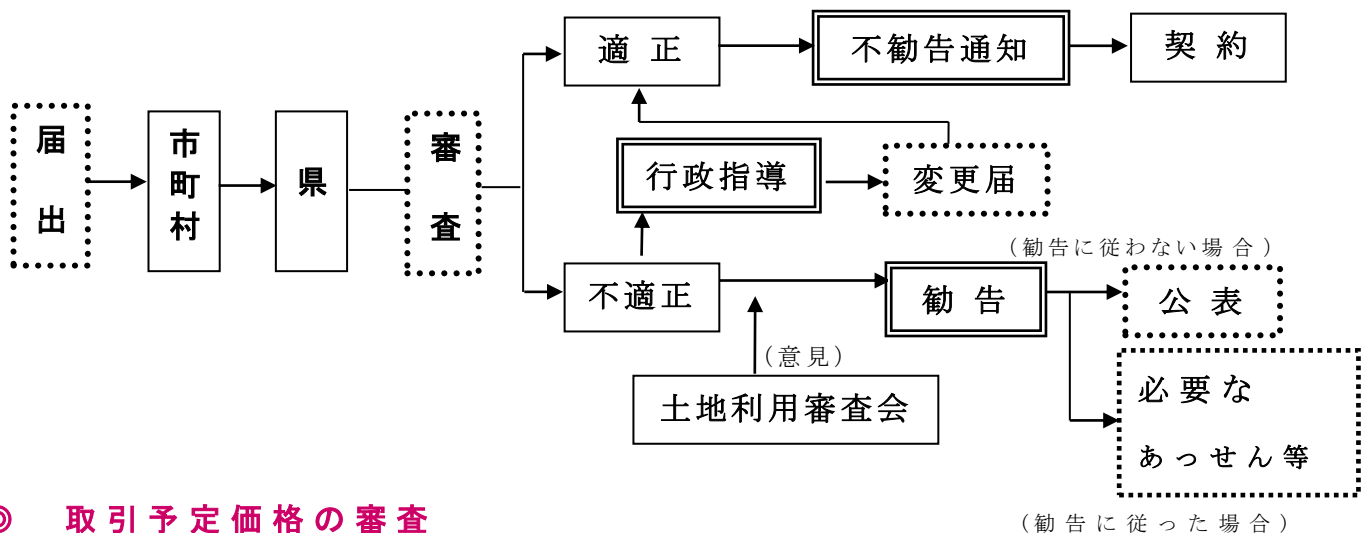 届出
市町村
県
審査
適正
不勧告通知
契約
行政指導
変更届
不適正
勧告
(勧告に従わない場合)
公表
(意見)
土地利用審査会
必要な
あっせん等
(勧告に従った場合)
◎ 取引予定価格の審査